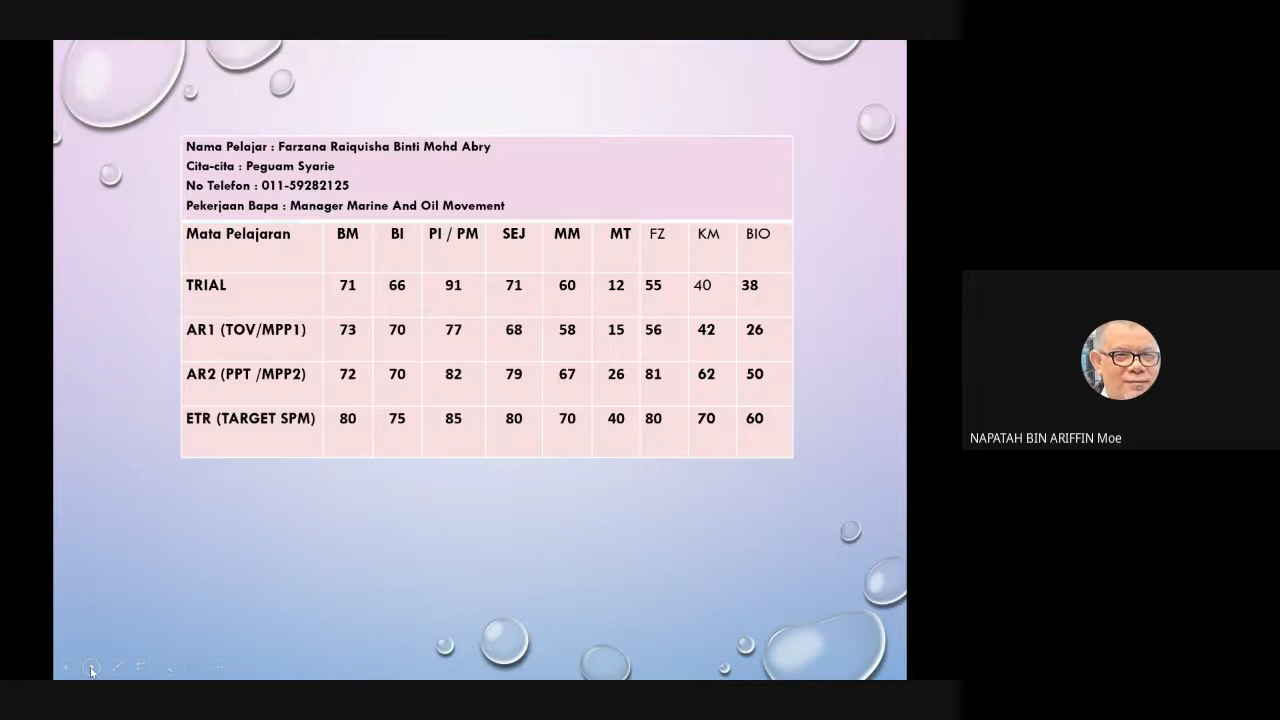 Nama Pelajar : Farzana Raiquisha Binti Mohd Abry
Cita-cita : Peguam Syarie
No Telefon : 011-59282125
Pekerjaan Bapa : Manager Marine And Oil Movement
Mata Pelajaran BM BI PI / PM SEJ MM MT FZ KM BIO
TRIAL 71 66 91 71 60 12 55 40 38
AR1 (TOV/MPP1) 73 70 77 68 58 15 56 42 26
AR2 (PPT /MPP2) 72 70 82 79 67 26 81 62 50
ETR (TARGET SPM) 80 75 85 80 70 40 80 70 60
NAPATAH BIN ARIFFIN Moe